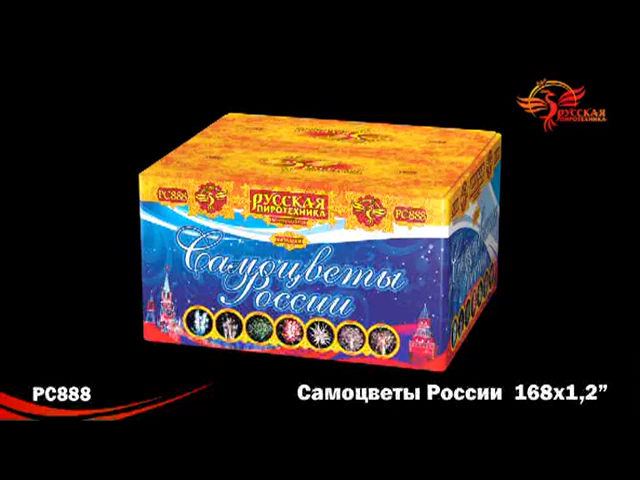 РУССКАЯ
ПИРОТЕХНИКА
РС888
РУССКАЯ
ПИРОТЕХНИКА
РС888
Самоцветы
России
РС888
Самоцветы России 168х1,2”